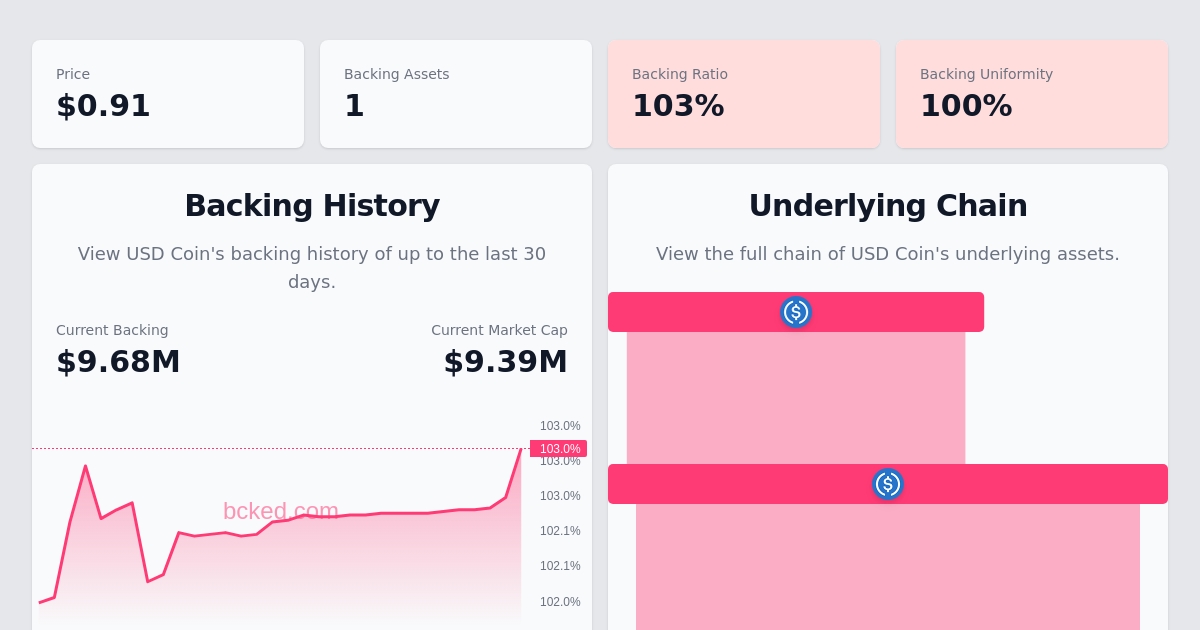 Price
$0.91
Backing Assets
1
Backing Ratio
103%
Backing Uniformity
100%
Backing History
View USD Coin's backing history of up to the last 30
days.
Current Backing
$9.68M
Current Market Cap
$9.39M
103.0%
103.0%
103.0%
103.0%
102.1%
102.1%
102.0%
bcked.com
Underlying Chain
View the full chain of USD Coin's underlying assets.
$
$